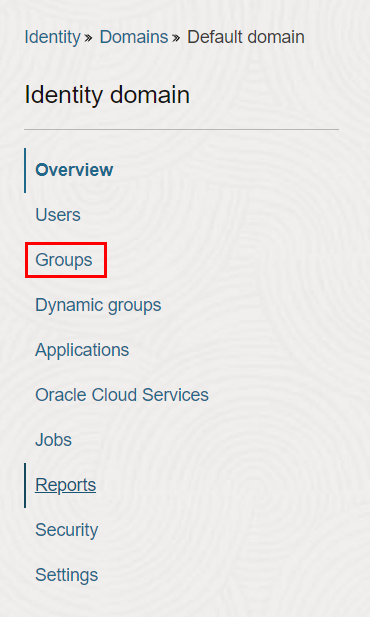 Identity » Domains » Default domain
Identity domain
Overview
Users
Groups
Dynamic groups
Applications
Oracle Cloud Services
Jobs
Reports
Security
Settings